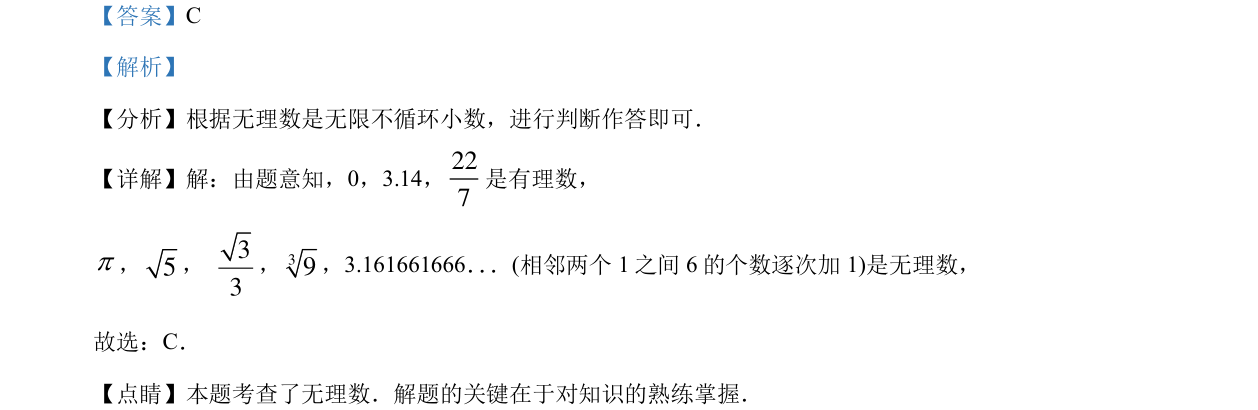 【答案】C
【解析】
【分析】根据无理数是无限不循环小数，进行判断作答即可．
【详解】解：由题意知，0，3.14，22/7 是有理数，
π，√5，√3/3，∛9，3.161661666...(相邻两个 1 之间 6 的个数逐次加 1)是无理数，
故选：C．
【点睛】本题考查了无理数．解题的关键在于对知识的熟练掌握．